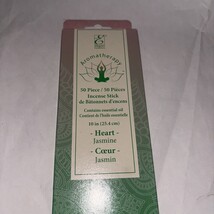 Aromatherapy
50 Piece / 50 Pièces
Incense Stick
de Bâtonnets d'encens
Contains essential oil
Contient de l'huile essentielle
10 in (25.4 cm)
- Heart -
Jasmine
- Cœur -
Jasmin